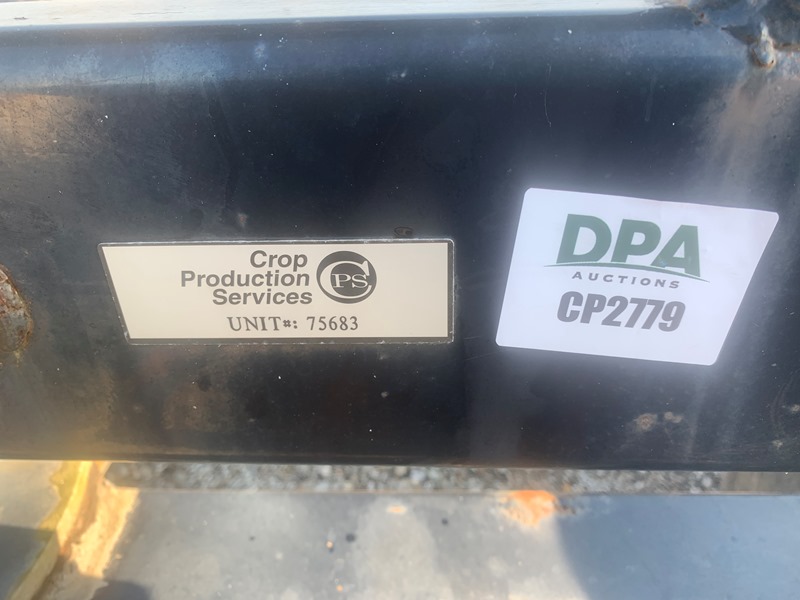 Crop
Production
Services
CPS
UNIT#: 75683
DPA
AUCTIONS
CP2779